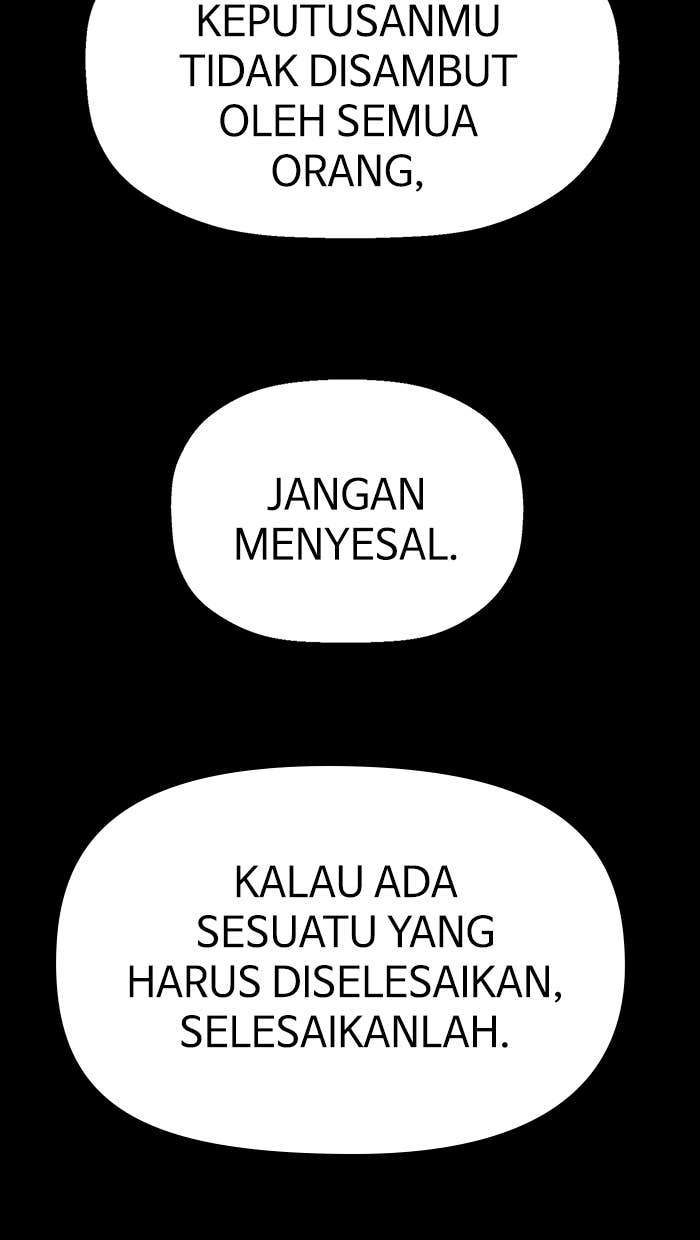 KEPUTUSANMU
TIDAK DISAMBUT
OLEH SEMUA
ORANG,
JANGAN
MENYESAL.
KALAU ADA
SESUATU YANG
HARUS DISELESAIKAN,
SELESAIKANLAH.